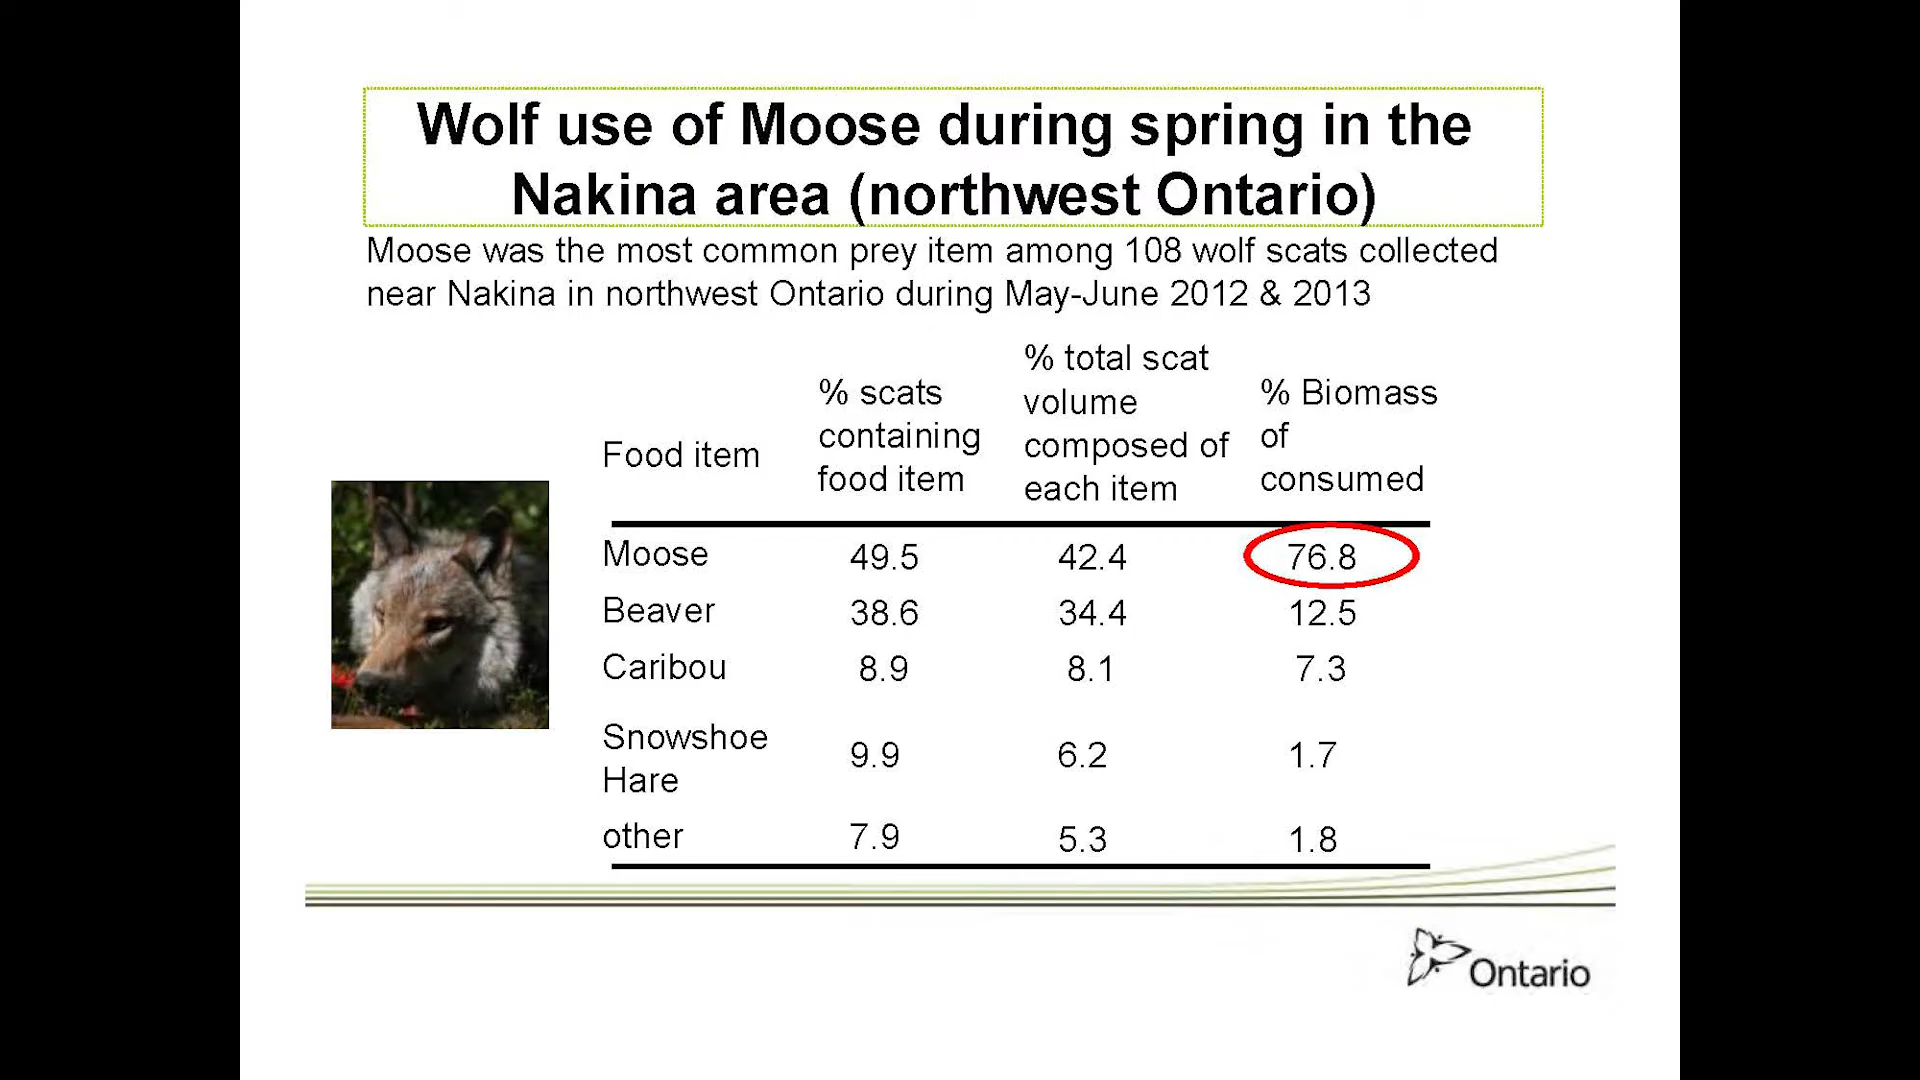 Wolf use of Moose during spring in the
Nakina area (northwest Ontario)
Moose was the most common prey item among 108 wolf scats collected
near Nakina in northwest Ontario during May-June 2012 & 2013
Food item
% scats
containing
food item
% total scat
volume
composed of
each item
% Biomass
of
consumed
Moose 49.5 42.4 76.8
Beaver 38.6 34.4 12.5
Caribou 8.9 8.1 7.3
Snowshoe
Hare 9.9 6.2 1.7
other 7.9 5.3 1.8
Ontario